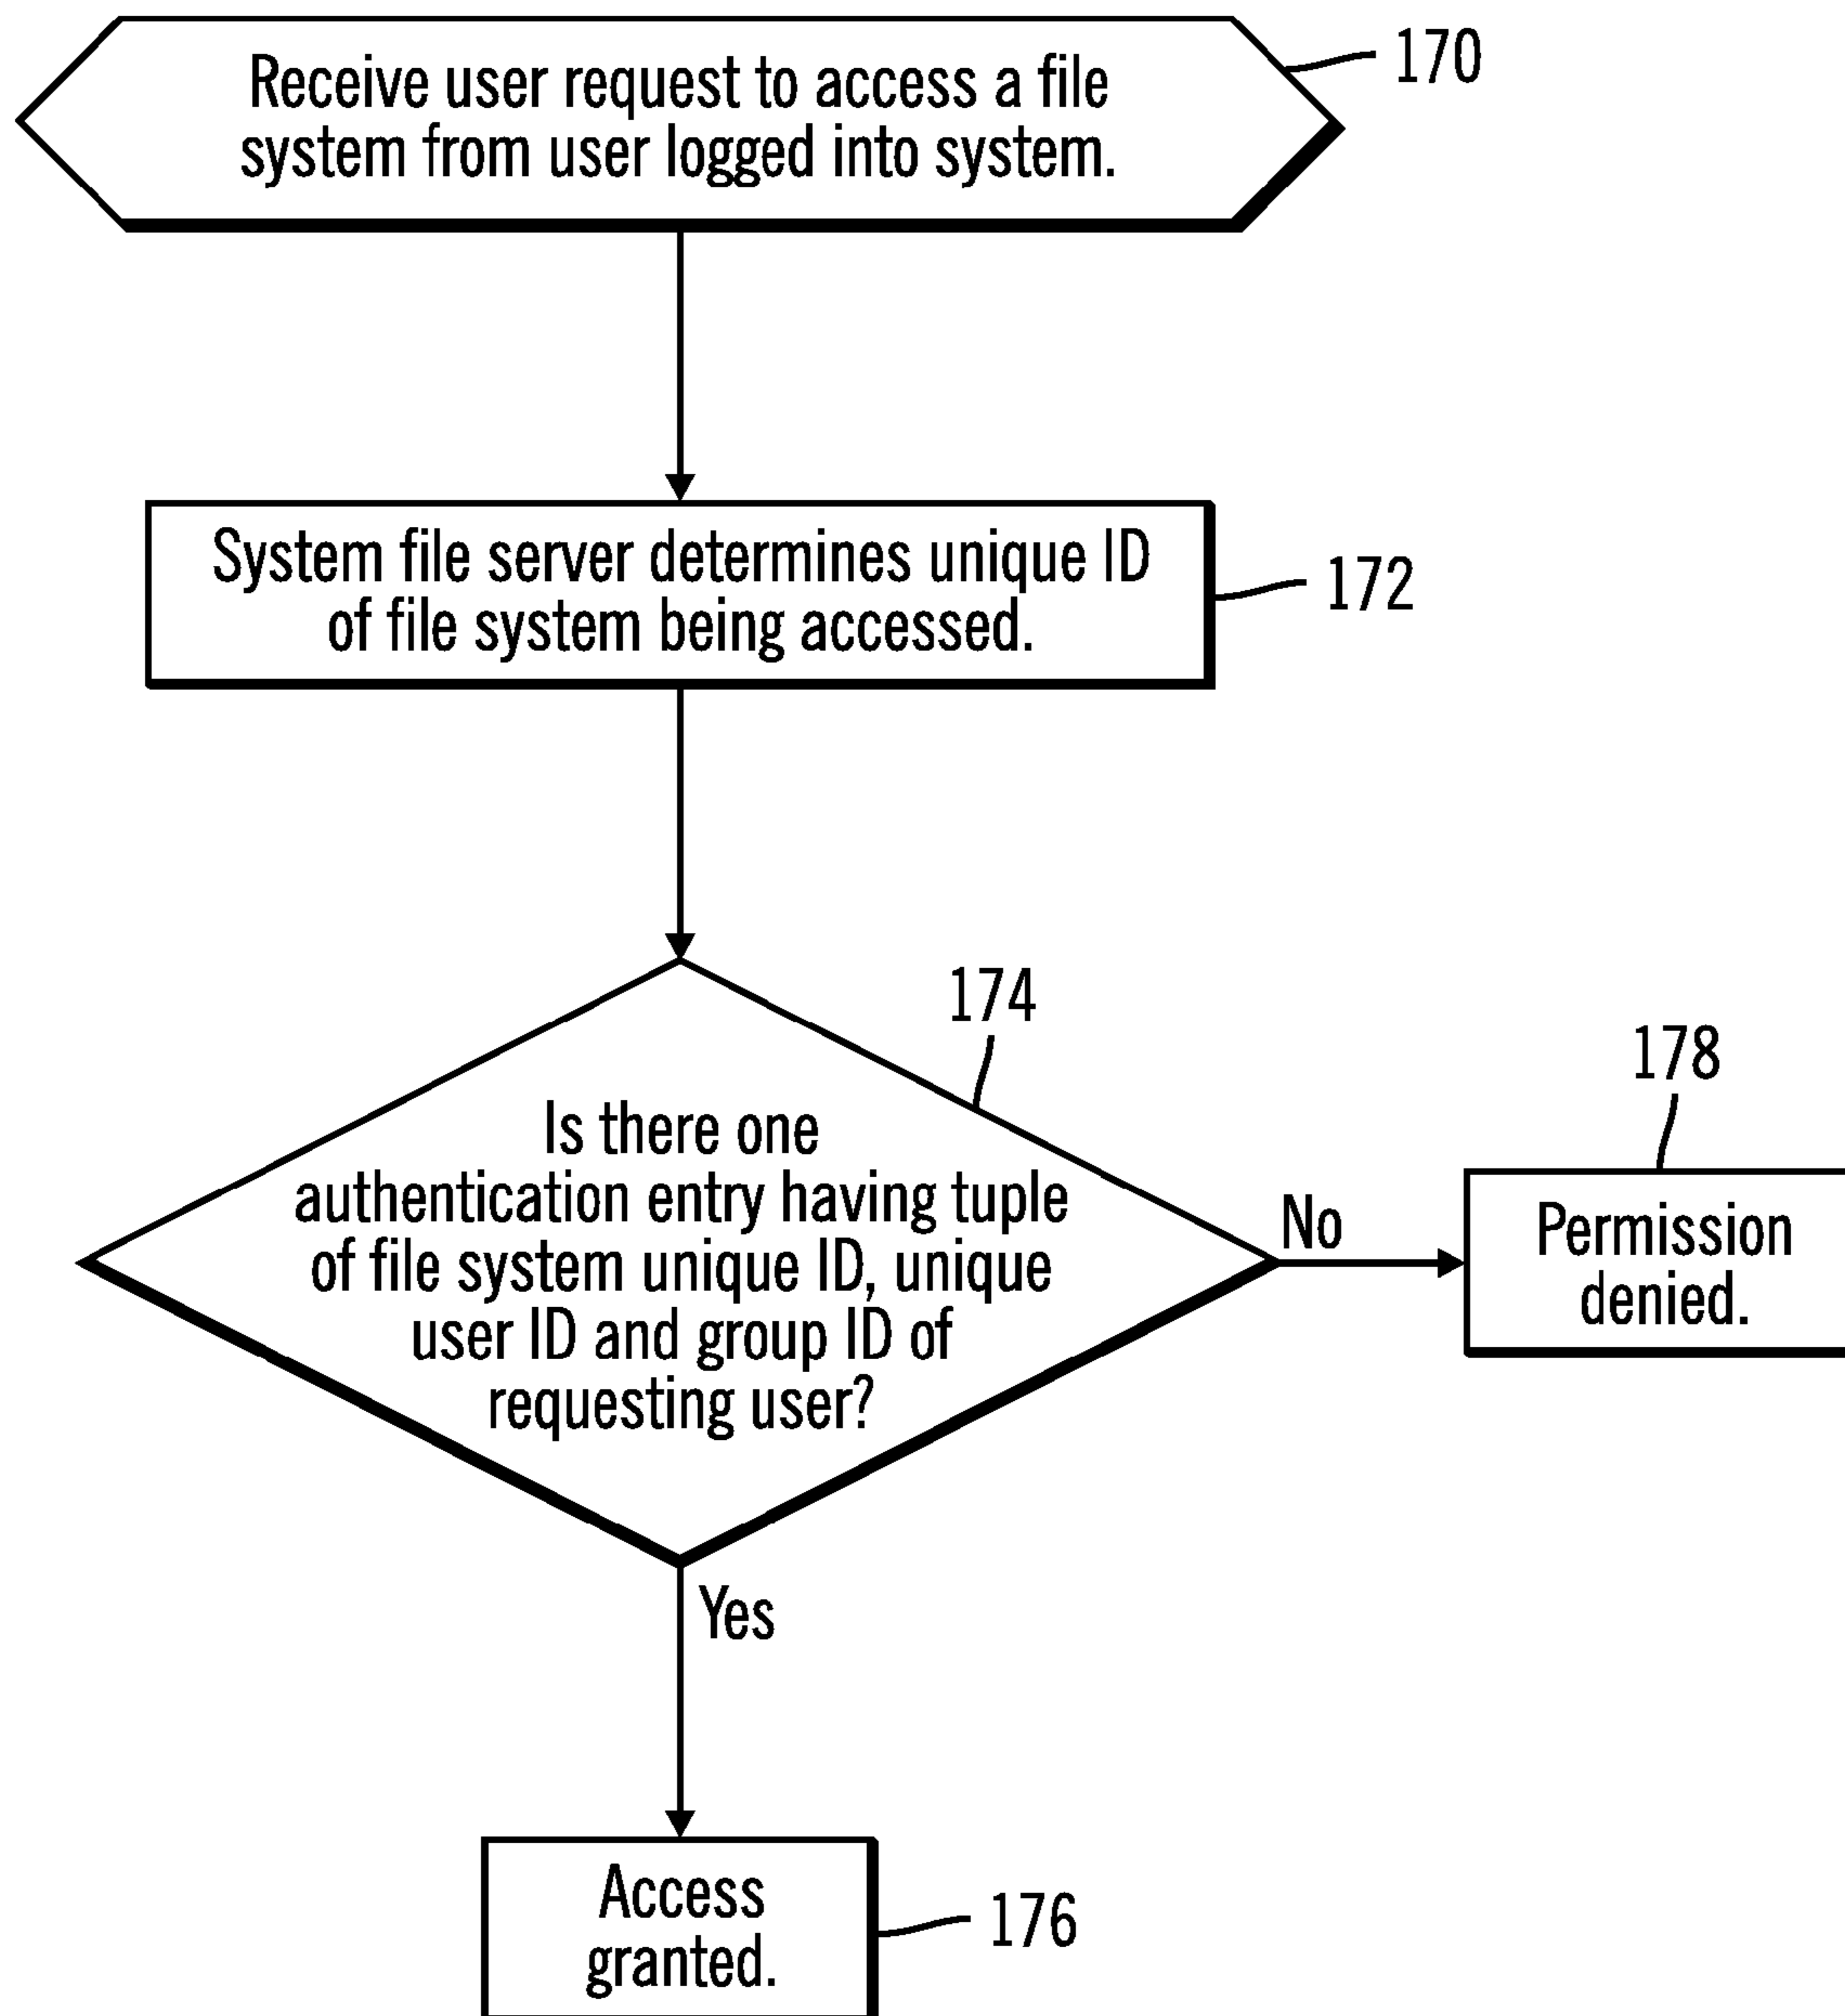 Receive user request to access a file
system from user logged into system.
170
System file server determines unique ID
of file system being accessed.
172
174
Is there one
authentication entry having tuple
of file system unique ID, unique
user ID and group ID of
requesting user?
No
178
Permission
denied.
Yes
Access
granted.
176